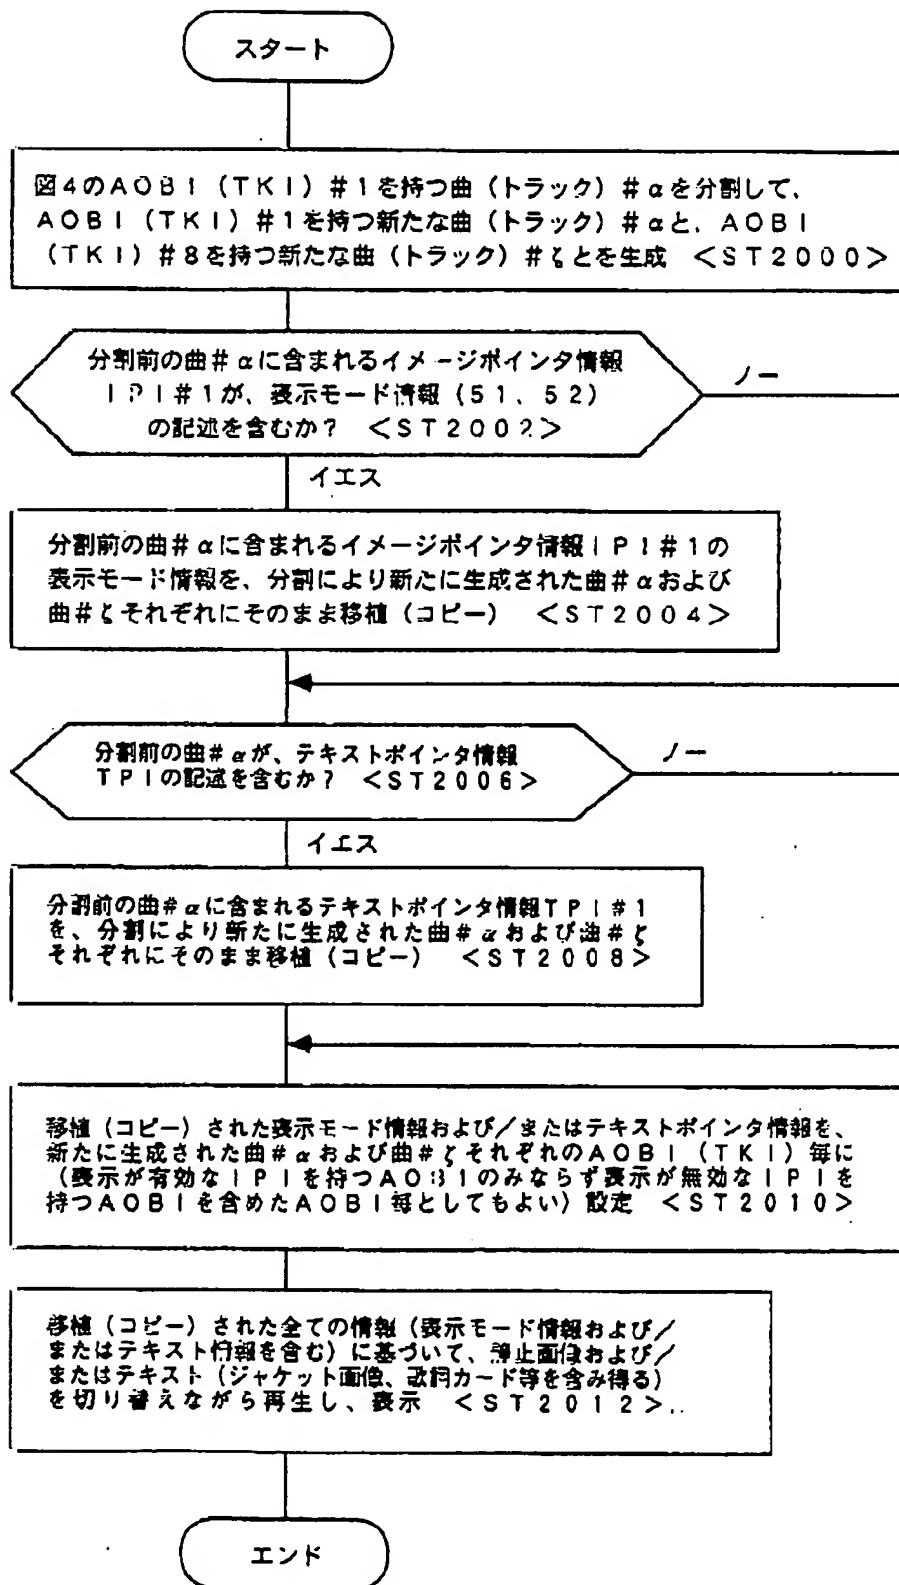 スタート
図4のAOBI(TKI)#1を持つ曲(トラック)#αを分割して、
AOBI(TKI)#1を持つ新たな曲(トラック)#αと、AOBI
(TKI)#8を持つ新たな曲(トラック)#ζとを生成 <ST2000>
分割前の曲#αに含まれるイメージポインタ情報
IPI#1が、表示モード情報(51、52)
の記述を含むか? <ST2002>
ノー
イエス
分割前の曲#αに含まれるイメージポインタ情報IPI#1の
表示モード情報を、分割により新たに生成された曲#αおよび
曲#ζそれぞれにそのまま移植(コピー) <ST2004>
分割前の曲#αが、テキストポインタ情報
TPIの記述を含むか? <ST2006>
ノー
イエス
分割前の曲#αに含まれるテキストポインタ情報TPI#1
を、分割により新たに生成された曲#αおよび曲#ζ
それぞれにそのまま移植(コピー) <ST2008>
移植(コピー)された表示モード情報および/またはテキストポインタ情報を、
新たに生成された曲#αおよび曲#ζそれぞれのAOBI(TKI)毎に
(表示が有効なIPIを持つAOBIのみならず表示が無効なIPIを
持つAOBIを含めたAOBI毎としてもよい)設定 <ST2010>
移植(コピー)された全ての情報(表示モード情報および/
またはテキスト情報を含む)に基づいて、静止画像および/
またはテキスト(ジャケット画像、歌詞カード等を含み得る)
を切り替えながら再生し、表示 <ST2012>
エンド